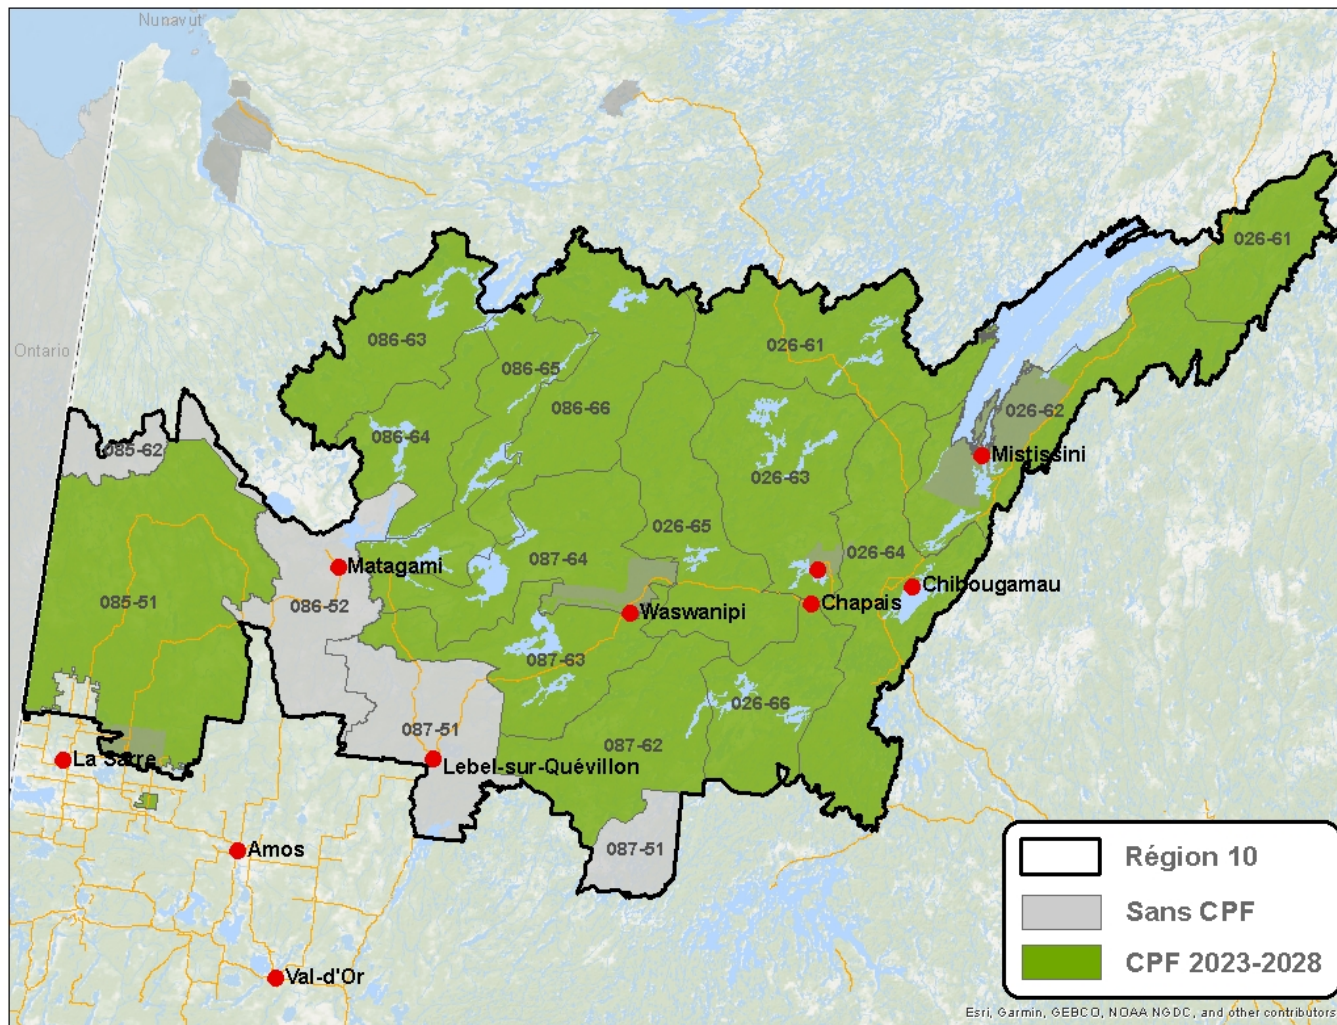 Nunavut
026-61
Ontario
086-63
026-61
086-65
086-66
026-62
086-64
085-62
Mistissini
026-63
026-65
087-64
026-64
Matagami
Chibougamau
085-51
086-52
Chapais
Waswanipi
087-63
026-66
087-51
087-62
La Sarre
Lebel-sur-Quévillon
Amos
087-51
Région 10
Sans CPF
CPF 2023-2028
Val-d'Or
Esri, Garmin, GEBCO, NOAA NGDC, and other contributors